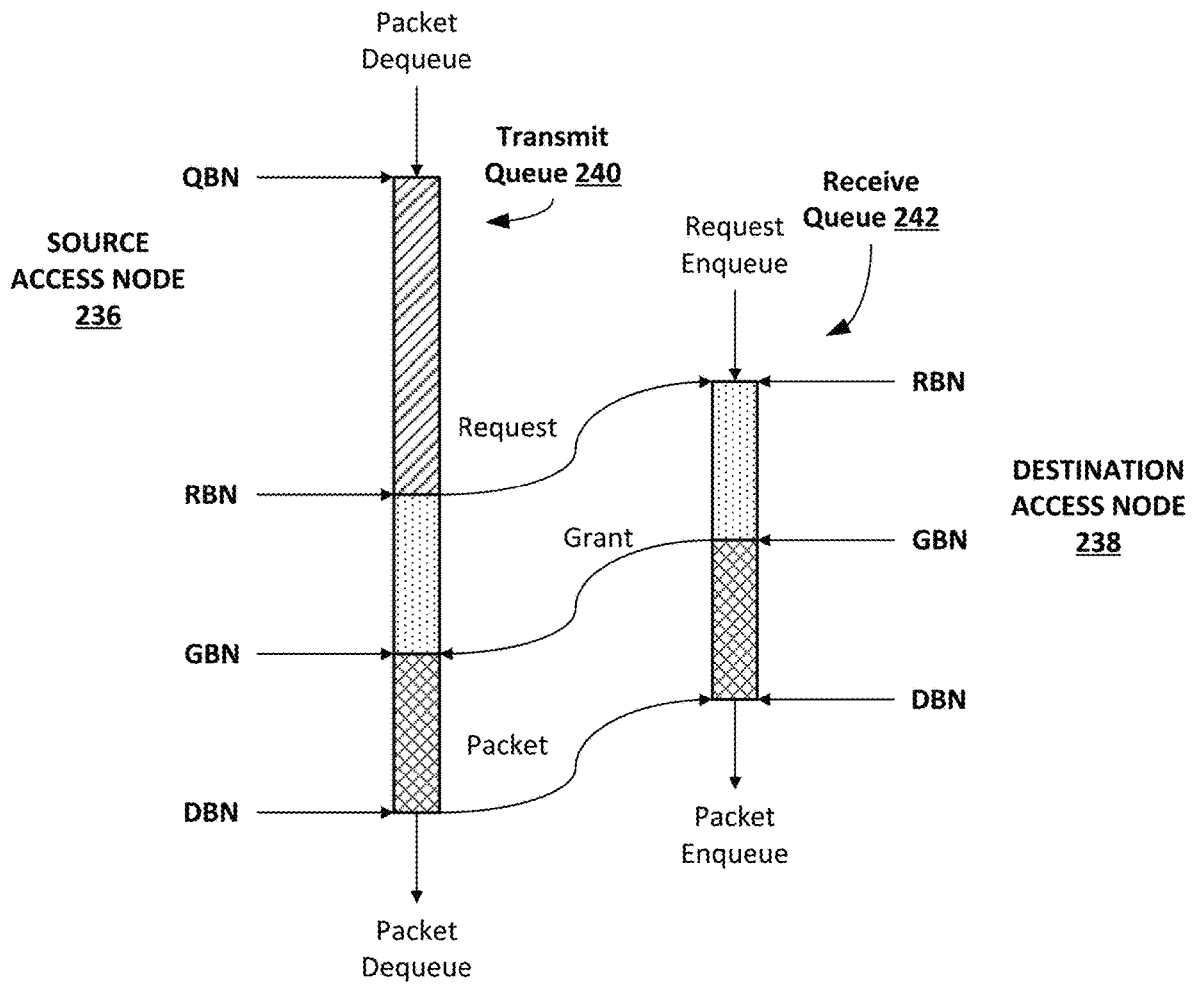 Packet
Dequeue
Transmit
Queue 240
QBN
Receive
Queue 242
SOURCE
ACCESS NODE
236
Request
Enqueue
RBN
Request
DESTINATION
ACCESS NODE
238
RBN
Grant
GBN
GBN
DBN
Packet
DBN
Packet
Enqueue
Packet
Dequeue